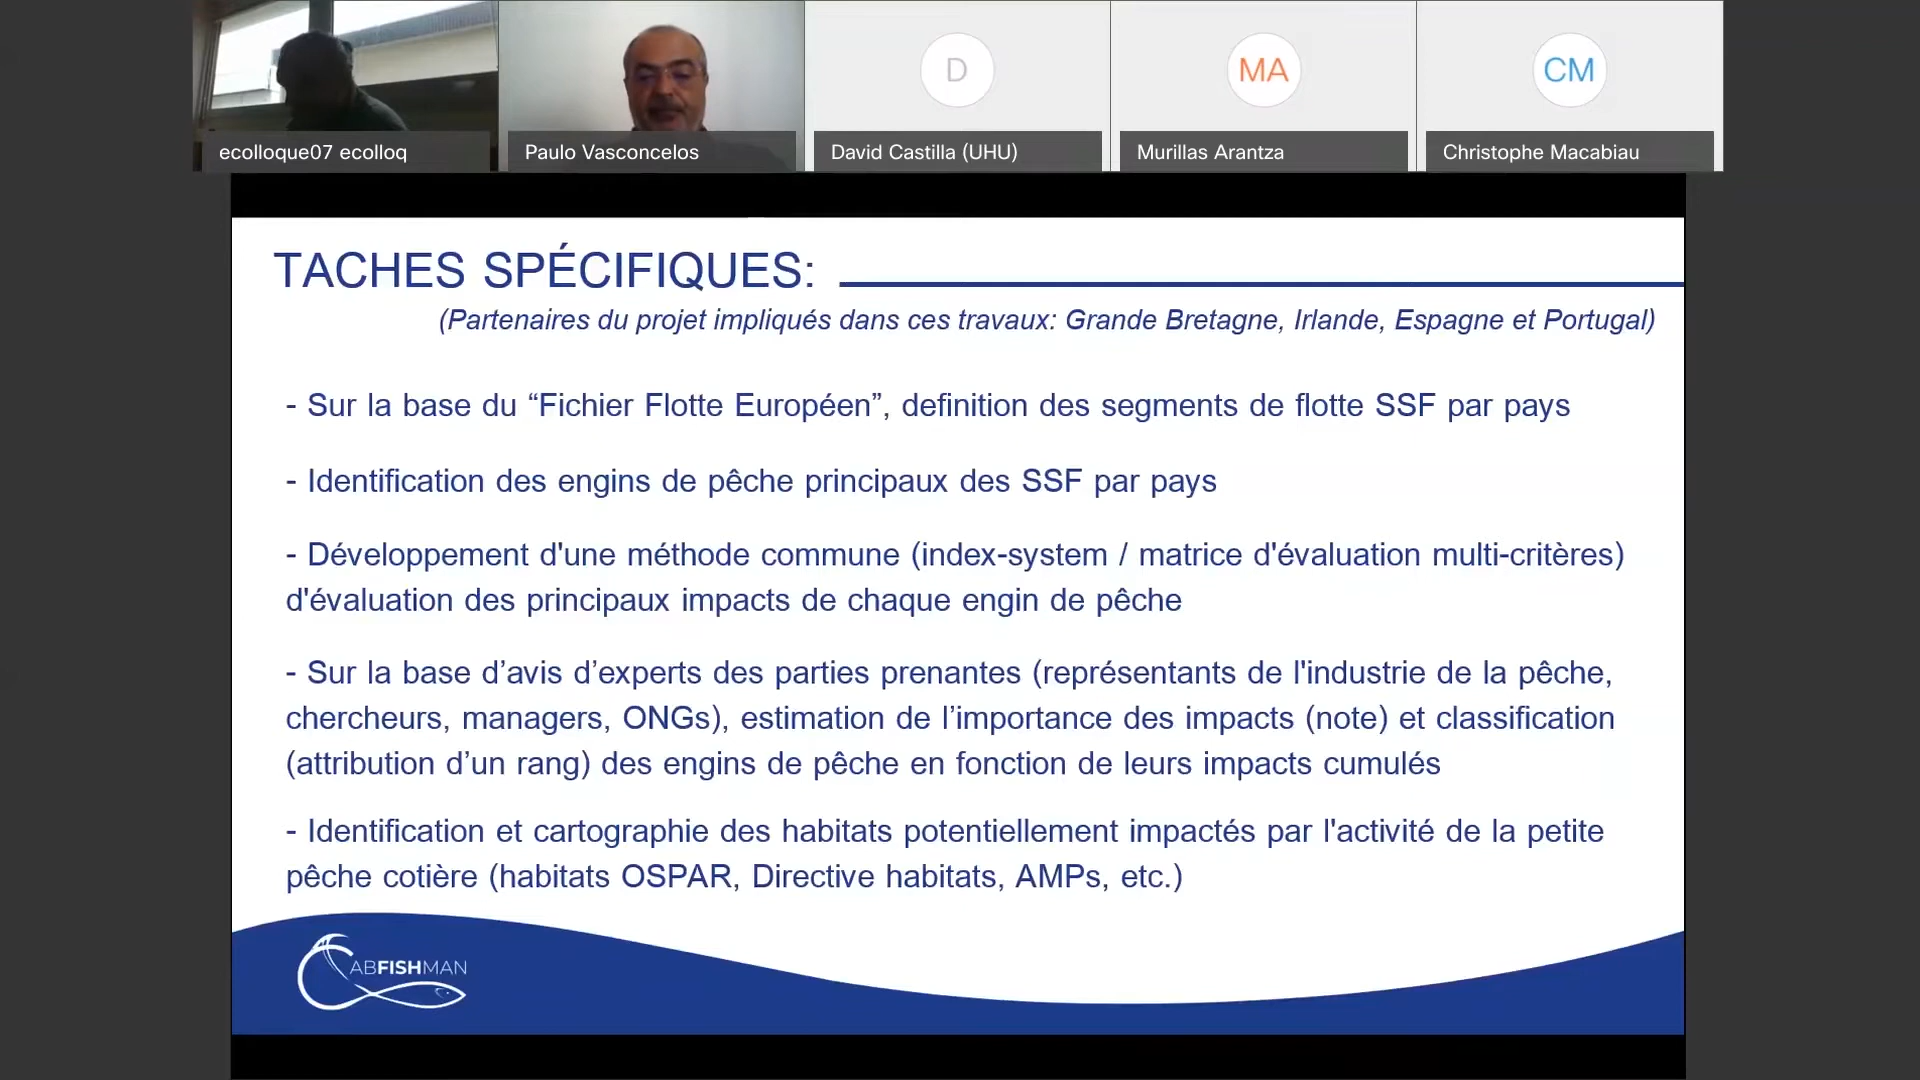 D
MA
CM
ecolloque07 ecolloq
Paulo Vasconcelos
David Castilla (UHU)
Murillas Arantza
Christophe Macabiau
TACHES SPÉCIFIQUES:
(Partenaires du projet impliqués dans ces travaux: Grande Bretagne, Irlande, Espagne et Portugal)
- Sur la base du “Fichier Flotte Européen”, definition des segments de flotte SSF par pays
- Identification des engins de pêche principaux des SSF par pays
- Développement d'une méthode commune (index-system / matrice d'évaluation multi-critères)
d'évaluation des principaux impacts de chaque engin de pêche
- Sur la base d’avis d’experts des parties prenantes (représentants de l'industrie de la pêche,
chercheurs, managers, ONGs), estimation de l’importance des impacts (note) et classification
(attribution d’un rang) des engins de pêche en fonction de leurs impacts cumulés
- Identification et cartographie des habitats potentiellement impactés par l'activité de la petite
pêche cotière (habitats OSPAR, Directive habitats, AMPs, etc.)
CABFISHMAN